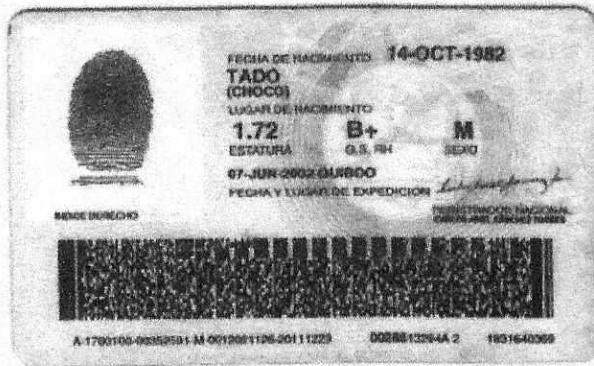 FECHA DE NACIMIENTO 14-OCT-1982
TADO
(CHOCO)
LUGAR DE NACIMIENTO
1.72 B+ M
ESTATURA G.S. RH SEXO
07-JUN-2002 QUIBDO
FECHA Y LUGAR DE EXPEDICION
INDICE DERECHO
REGISTRADOR NACIONAL